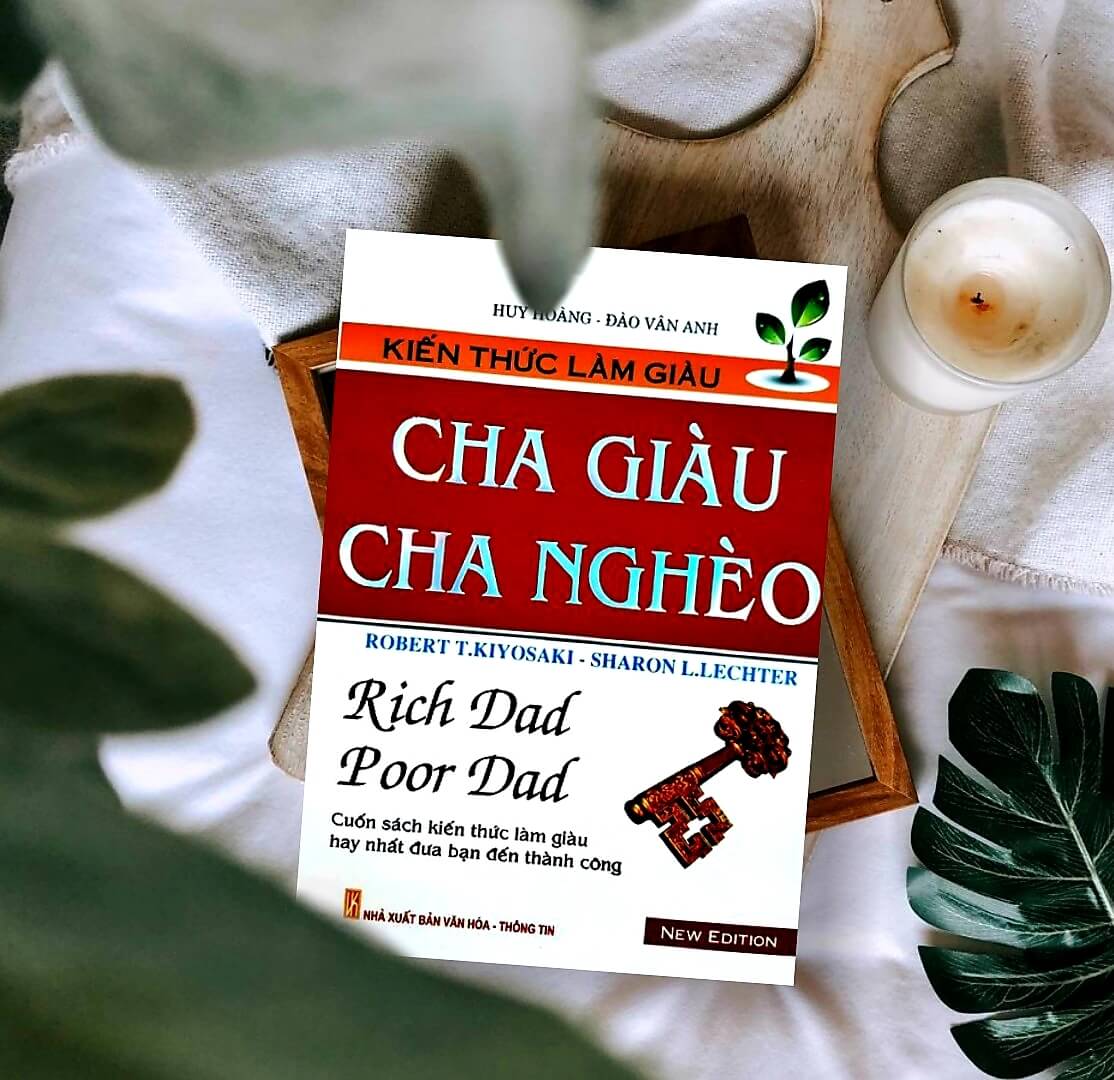 HUY HOÀNG - ĐÀO VÂN ANH
KIẾN THỨC LÀM GIÀU
CHA GIÀU
CHA NGHÈO
ROBERT T.KIYOSAKI - SHARON L.LECHTER
Rich Dad
Poor Dad
Cuốn sách kiến thức làm giàu
hay nhất đưa bạn đến thành công
NHÀ XUẤT BẢN VĂN HÓA - THÔNG TIN
NEW EDITION